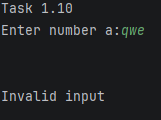 Task 1.10
Enter number a:qwe
Invalid input